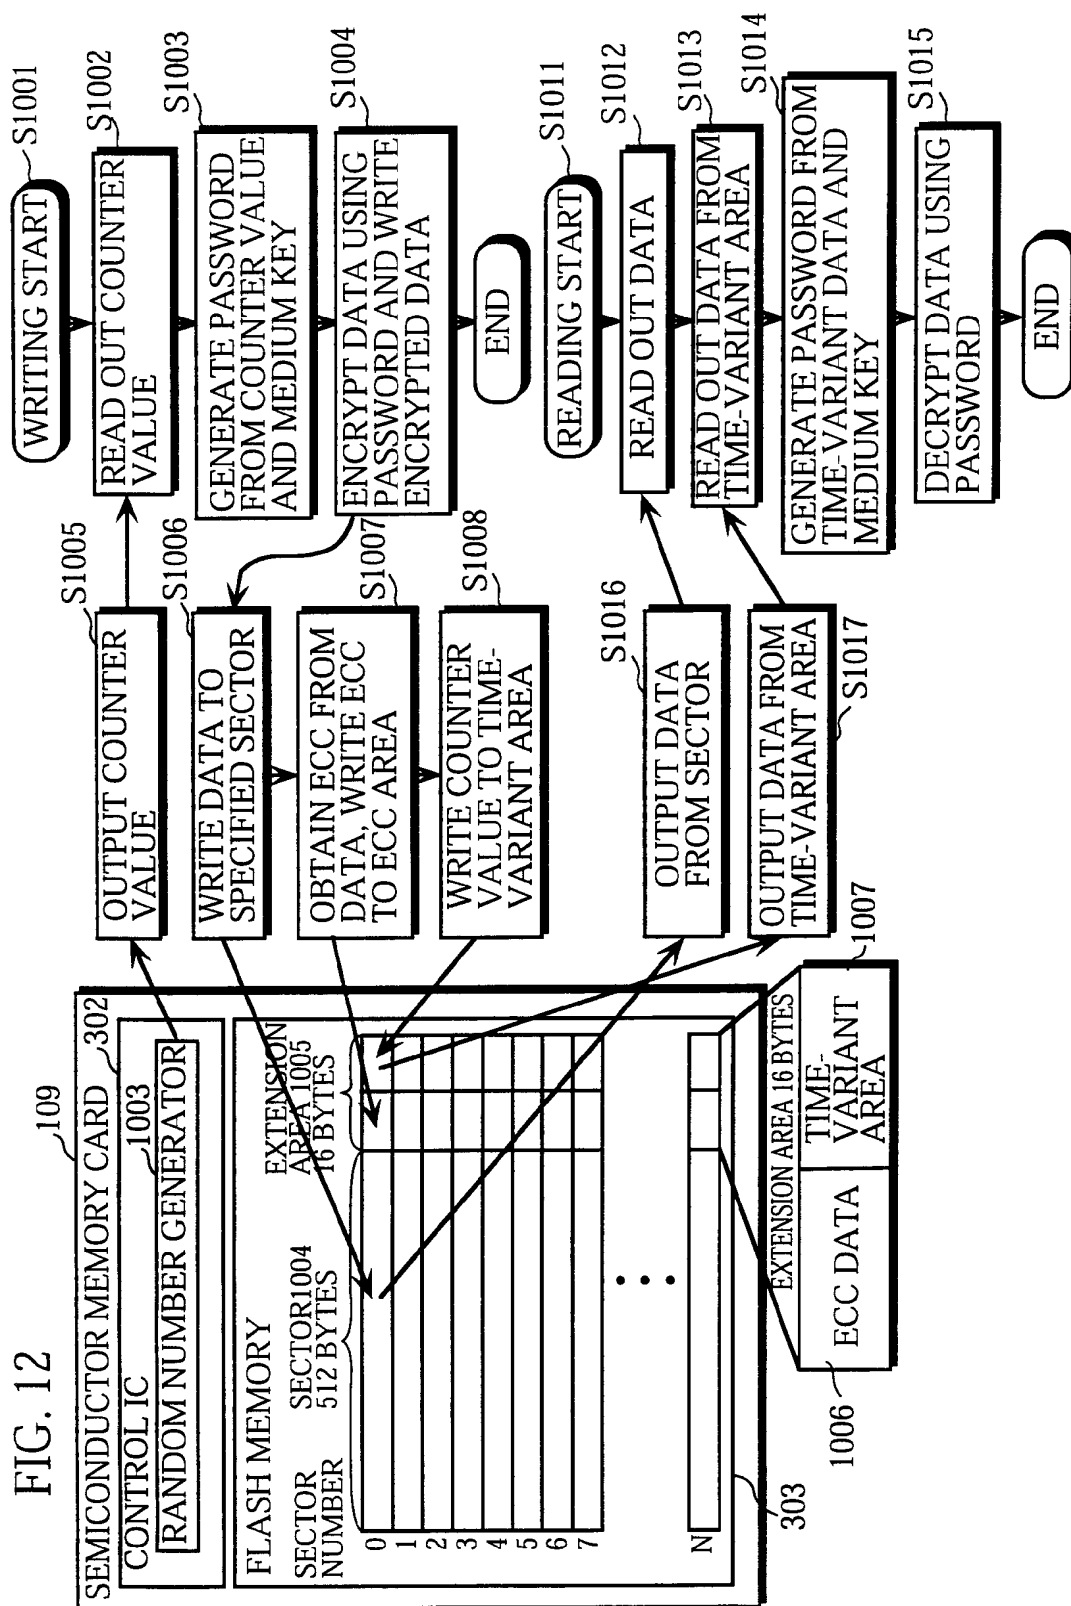 FIG. 12
109
SEMICONDUCTOR MEMORY CARD
302
CONTROL IC
1003
RANDOM NUMBER GENERATOR
FLASH MEMORY
SECTOR
NUMBER
SECTOR1004
512 BYTES
EXTENSION
AREA1005
16 BYTES
0
1
2
3
4
5
6
7
N
303
EXTENSION AREA 16 BYTES
1006
ECC DATA
TIME-
VARIANT
AREA
1007
S1005
OUTPUT COUNTER
VALUE
S1006
WRITE DATA TO
SPECIFIED SECTOR
S1007
OBTAIN ECC FROM
DATA, WRITE ECC
TO ECC AREA
S1008
WRITE COUNTER
VALUE TO TIME-
VARIANT AREA
S1016
OUTPUT DATA
FROM SECTOR
OUTPUT DATA FROM
TIME-VARIANT AREA
S1017
WRITING START
S1001
READ OUT COUNTER
VALUE
S1002
GENERATE PASSWORD
FROM COUNTER VALUE
AND MEDIUM KEY
S1003
ENCRYPT DATA USING
PASSWORD AND WRITE
ENCRYPTED DATA
S1004
END
READING START
S1011
READ OUT DATA
S1012
READ OUT DATA FROM
TIME-VARIANT AREA
S1013
GENERATE PASSWORD FROM
TIME-VARIANT DATA AND
MEDIUM KEY
S1014
DECRYPT DATA USING
PASSWORD
S1015
END